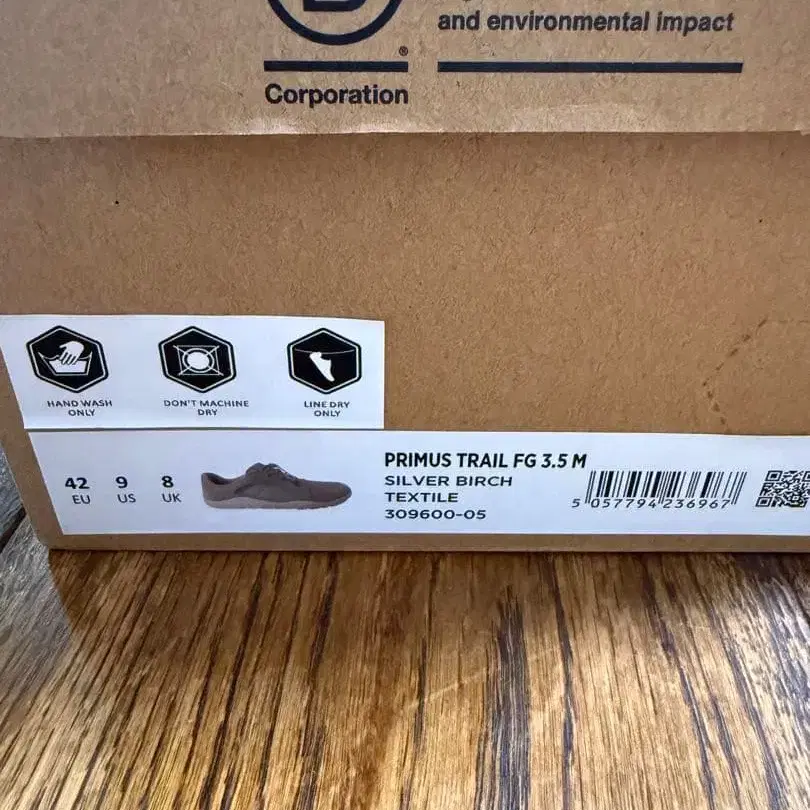 B
and environmental impact
®
Corporation
HAND WASH
ONLY
DON'T MACHINE
DRY
LINE DRY
ONLY
42 9 8
EU US UK
PRIMUS TRAIL FG 3.5 M
SILVER BIRCH
TEXTILE
309600-05
5 057794 236967